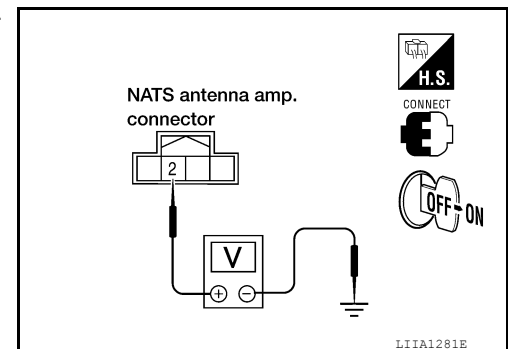 NATS antenna amp.
connector
H.S.
CONNECT
2
OFF ON
V
+ −
LIIA1281E